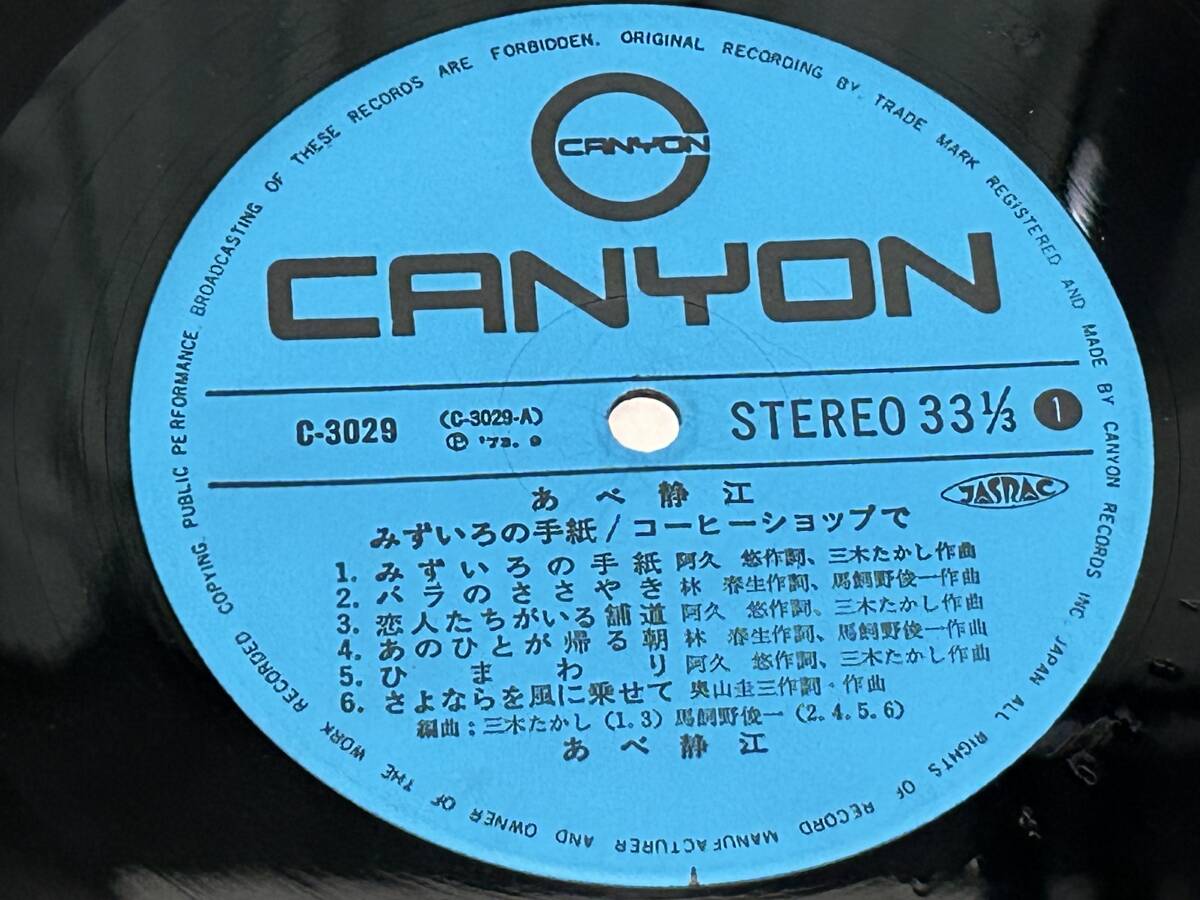 COPYING, PUBLIC PERFORMANCE, BROADCASTING OF THESE RECORDS ARE FORBIDDEN. ORIGINAL RECORDING BY TRADE MARK REGISTERED AND MADE BY CANYON RECORDS INC. JAPAN ALL RIGHTS OF RECORD MANUFACTURER AND OWNER OF THE WORK RECORDED
CANYON
CANYON
C-3029
(C-3029-A)
Ⓟ '73. 9
STEREO 33 1/3
1
JASRAC
あべ静江
みずいろの手紙/コーヒーショップで
1. みずいろの手紙 阿久 悠作詞、三木たかし作曲
2. バラのささやき 林 春生作詞、馬飼野俊一作曲
3. 恋人たちがいる舗道 阿久 悠作詞、三木たかし作曲
4. あのひとが帰る朝 林 春生作詞、馬飼野俊一作曲
5. ひまわり 阿久 悠作詞、三木たかし作曲
6. さよならを風に乗せて 奥山圭三作詞・作曲
編曲:三木たかし (1.3) 馬飼野俊一 (2.4.5.6)
あべ静江